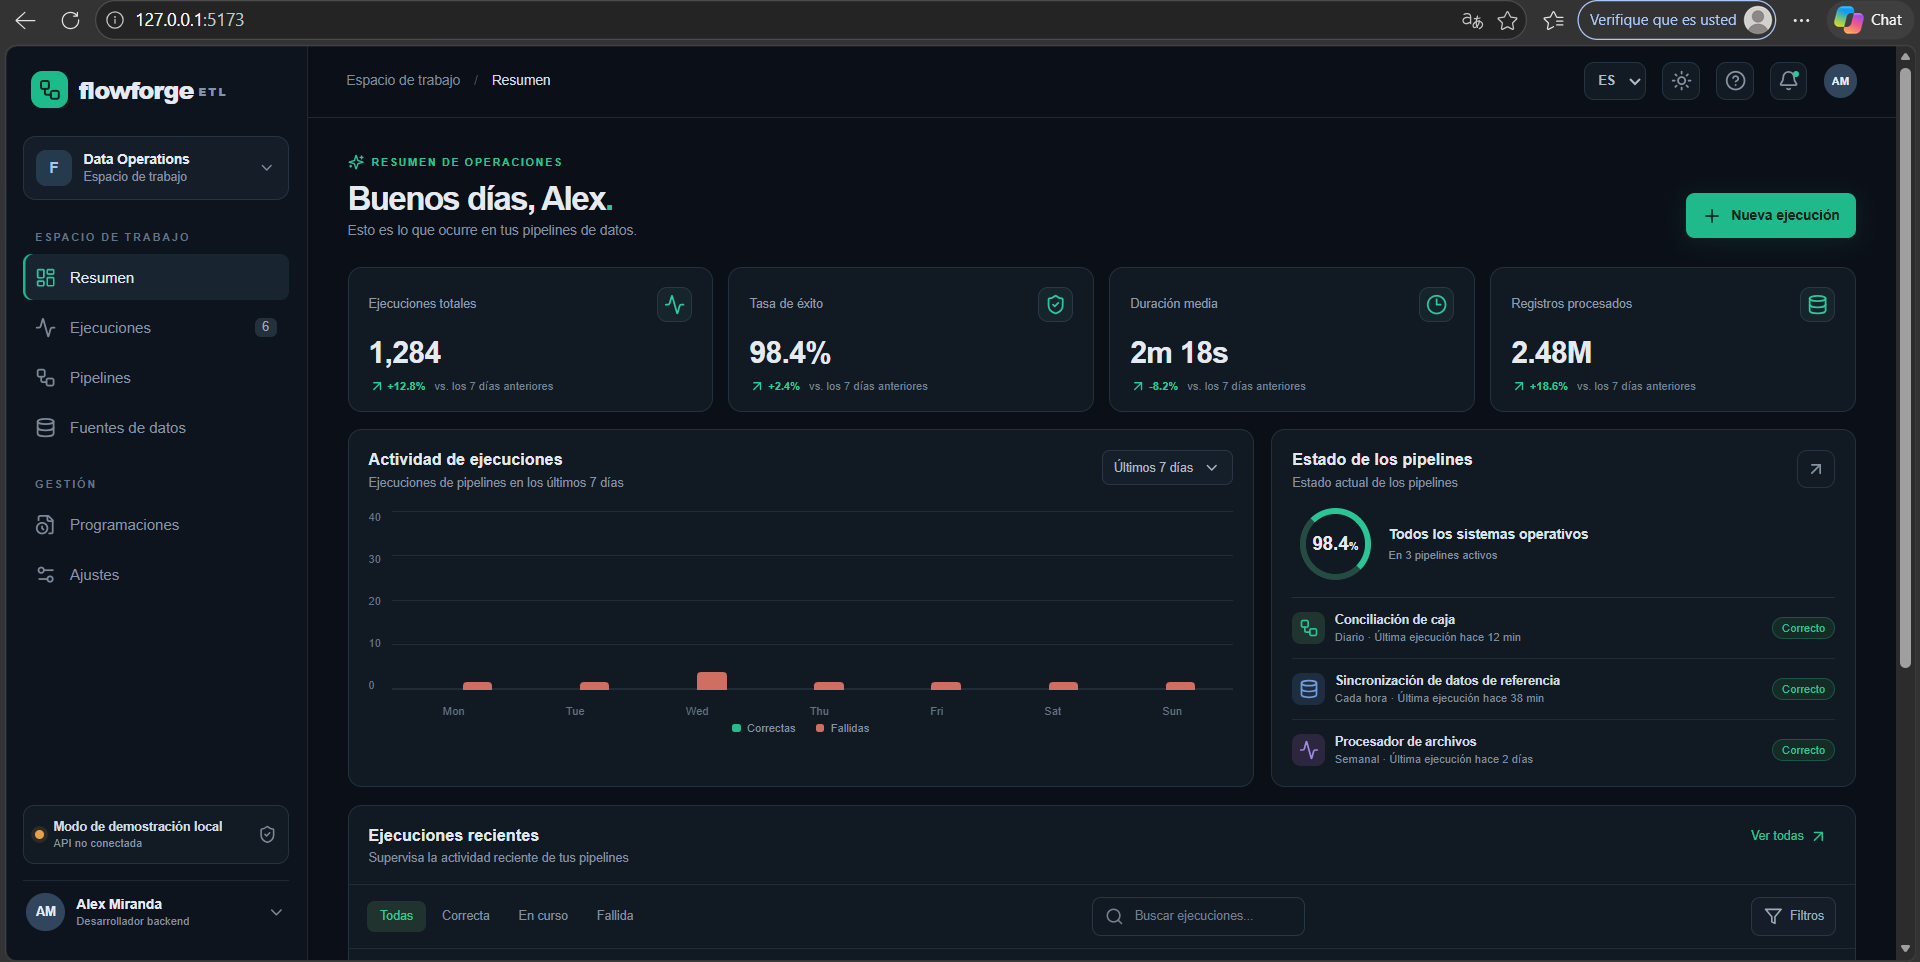 127.0.0.1:5173
Verifique que es usted
Chat
flowforge ETL
Espacio de trabajo / Resumen
ES
AM
F
Data Operations
Espacio de trabajo
ESPACIO DE TRABAJO
Resumen
Ejecuciones 6
Pipelines
Fuentes de datos
GESTIÓN
Programaciones
Ajustes
Modo de demostración local
API no conectada
AM
Alex Miranda
Desarrollador backend
RESUMEN DE OPERACIONES
Buenos días, Alex.
Esto es lo que ocurre en tus pipelines de datos.
+ Nueva ejecución
Ejecuciones totales
1,284
+12.8% vs. los 7 días anteriores
Tasa de éxito
98.4%
+2.4% vs. los 7 días anteriores
Duración media
2m 18s
-8.2% vs. los 7 días anteriores
Registros procesados
2.48M
+18.6% vs. los 7 días anteriores
Actividad de ejecuciones
Ejecuciones de pipelines en los últimos 7 días
Últimos 7 días
40
30
20
10
0
Mon Tue Wed Thu Fri Sat Sun
Correctas Fallidas
Estado de los pipelines
Estado actual de los pipelines
98.4%
Todos los sistemas operativos
En 3 pipelines activos
Conciliación de caja
Diario · Última ejecución hace 12 min
Correcto
Sincronización de datos de referencia
Cada hora · Última ejecución hace 38 min
Correcto
Procesador de archivos
Semanal · Última ejecución hace 2 días
Correcto
Ejecuciones recientes
Supervisa la actividad reciente de tus pipelines
Ver todas
Todas Correcta En curso Fallida
Buscar ejecuciones...
Filtros